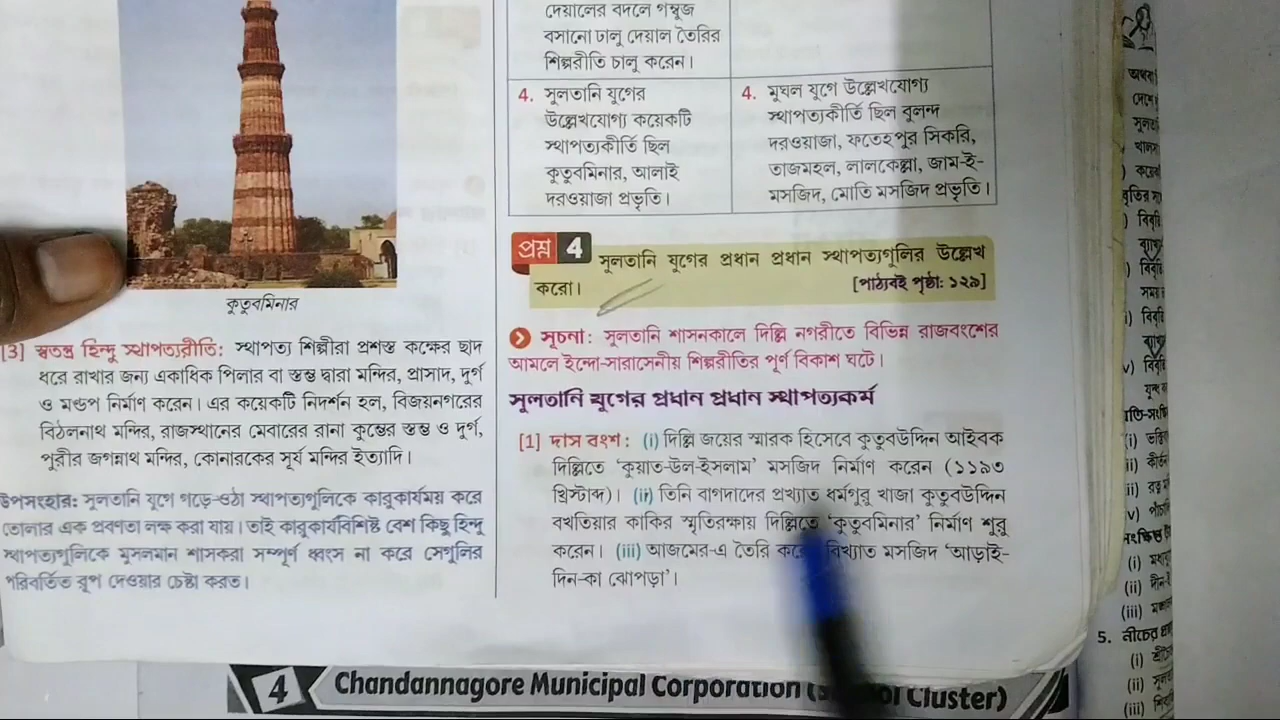 কুতুবমিনার
[3] স্বতন্ত্র হিন্দু স্থাপত্যরীতি: স্থাপত্য শিল্পীরা প্রশস্ত কক্ষের ছাদ
ধরে রাখার জন্য একাধিক পিলার বা স্তম্ভ দ্বারা মন্দির, প্রাসাদ, দুর্গ
ও মণ্ডপ নির্মাণ করেন। এর কয়েকটি নিদর্শন হল, বিজয়নগরের
বিঠলনাথ মন্দির, রাজস্থানের মেবারের রানা কুম্ভের স্তম্ভ ও দুর্গ,
পুরীর জগন্নাথ মন্দির, কোনারকের সূর্য মন্দির ইত্যাদি।
উপসংহার: সুলতানি যুগে গড়ে-ওঠা স্থাপত্যগুলিকে কারুকার্যময় করে
তোলার এক প্রবণতা লক্ষ করা যায়। তাই কারুকার্যবিশিষ্ট বেশ কিছু হিন্দু
স্থাপত্যগুলিকে মুসলমান শাসকরা সম্পূর্ণ ধ্বংস না করে সেগুলির
পরিবর্তিত রূপ দেওয়ার চেষ্টা করত।
দেয়ালের বদলে গম্বুজ
বসানো ঢালু দেয়াল তৈরির
শিল্পরীতি চালু করেন।
4. সুলতানি যুগের
উল্লেখযোগ্য কয়েকটি
স্থাপত্যকীর্তি ছিল
কুতুবমিনার, আলাই
দরওয়াজা প্রভৃতি।
4. মুঘল যুগে উল্লেখযোগ্য
স্থাপত্যকীর্তি ছিল বুলন্দ
দরওয়াজা, ফতেহপুর সিকরি,
তাজমহল, লালকেল্লা, জাম-ই-
মসজিদ, মোতি মসজিদ প্রভৃতি।
প্রশ্ন 4 সুলতানি যুগের প্রধান প্রধান স্থাপত্যগুলির উল্লেখ
করো। [পাঠ্যবই পৃষ্ঠা: ১২৯]
সূচনা: সুলতানি শাসনকালে দিল্লি নগরীতে বিভিন্ন রাজবংশের
আমলে ইন্দো-সারাসেনীয় শিল্পরীতির পূর্ণ বিকাশ ঘটে।
সুলতানি যুগের প্রধান প্রধান স্থাপত্যকর্ম
[1] দাস বংশ: (i) দিল্লি জয়ের স্মারক হিসেবে কুতুবউদ্দিন আইবক
দিল্লিতে ‘কুয়াত-উল-ইসলাম’ মসজিদ নির্মাণ করেন (১১৯৩
খ্রিস্টাব্দ)। (ii) তিনি বাগদাদের প্রখ্যাত ধর্মগুরু খাজা কুতুবউদ্দিন
বখতিয়ার কাকির স্মৃতিরক্ষায় দিল্লিতে ‘কুতুবমিনার’ নির্মাণ শুরু
করেন। (iii) আজমের-এ তৈরি বিখ্যাত মসজিদ ‘আড়াই-
দিন-কা ঝোপড়া’।
4 Chandannagore Municipal Corporation Cluster)
অথবা
5. নীচের
(i)
(ii)
(iii)